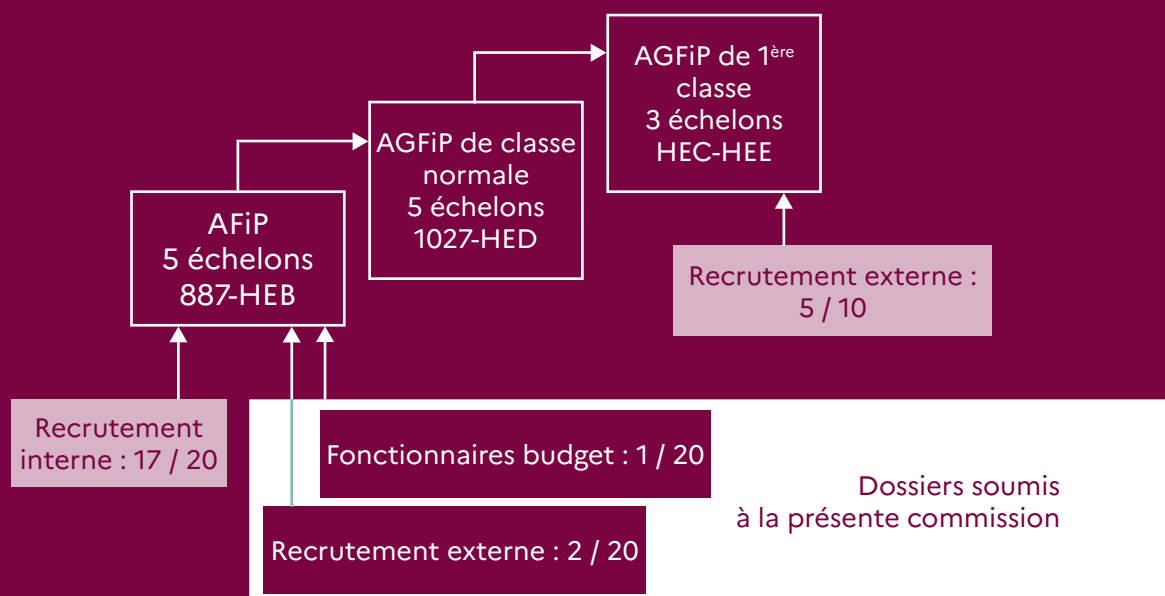 AGFiP de 1ère
classe
3 échelons
HEC-HEE
AGFiP de classe
normale
5 échelons
1027-HED
AFiP
5 échelons
887-HEB
Recrutement externe :
5 / 10
Recrutement
interne : 17 / 20
Fonctionnaires budget : 1 / 20
Dossiers soumis
à la présente commission
Recrutement externe : 2 / 20